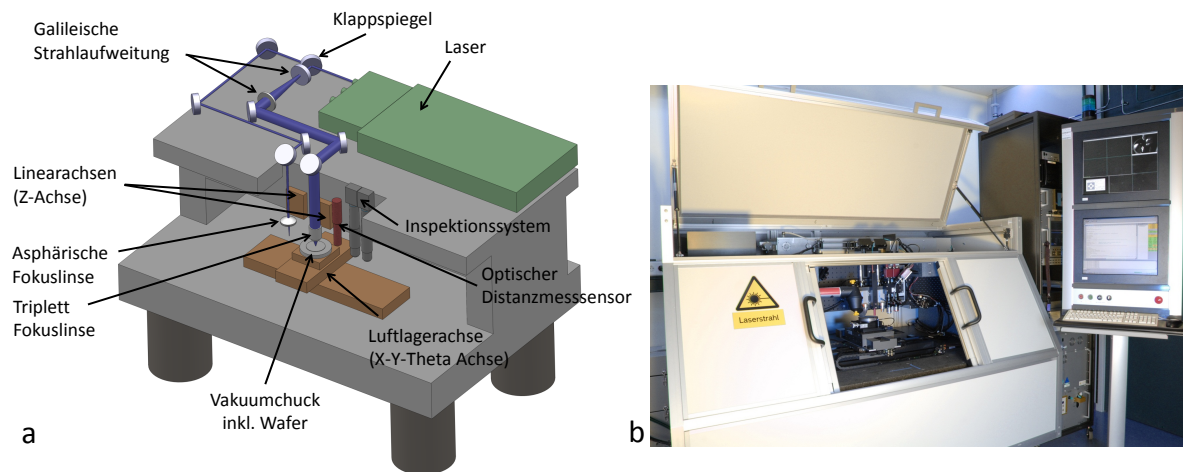 Klappspiegel
Galileische
Strahlaufweitung
Laser
Linearachsen
(Z-Achse)
Inspektionssystem
Asphärische
Fokuslinse
Optischer
Distanzmesssensor
Triplett
Fokuslinse
Luftlagerachse
(X-Y-Theta Achse)
Vakuumchuck
inkl. Wafer
a
b
Laserstrahl